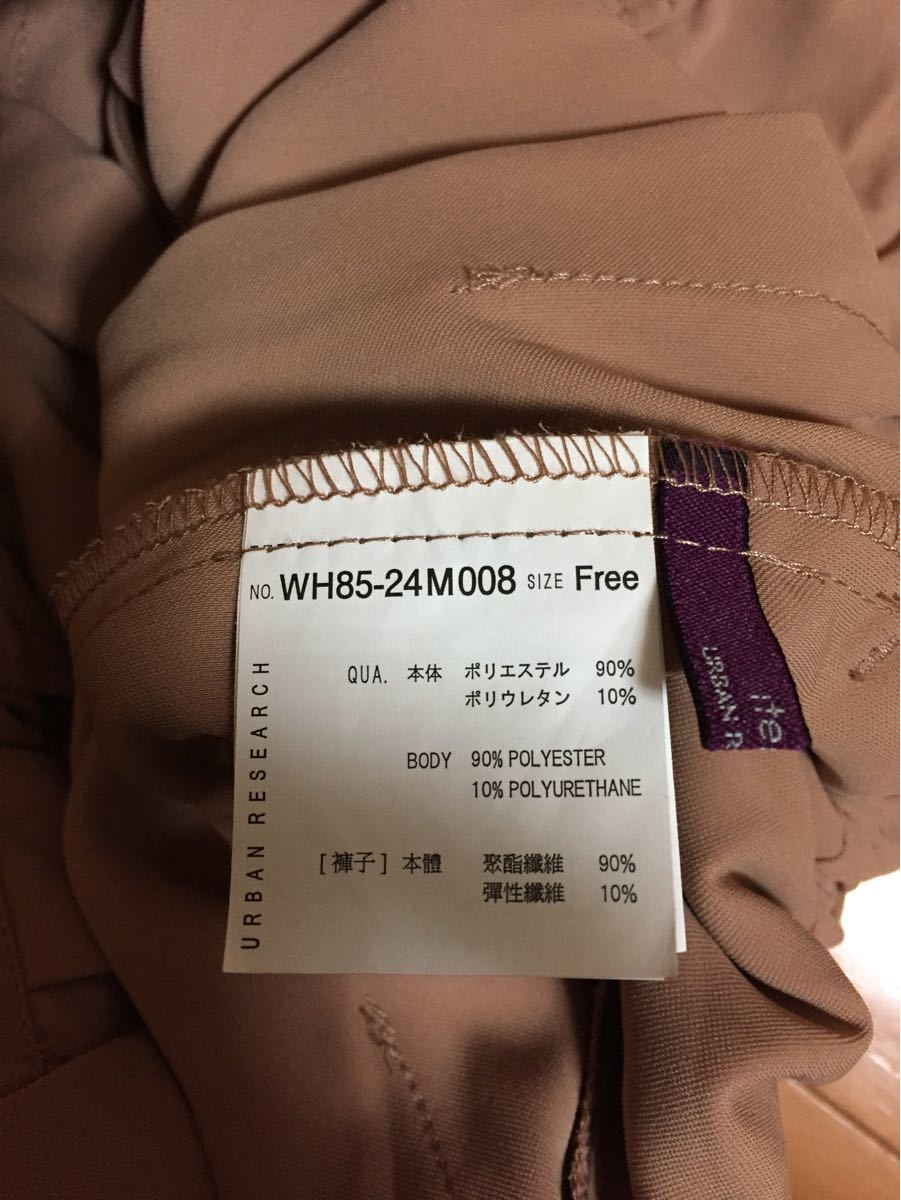 NO. WH85-24M008 SIZE Free
QUA. 本体 ポリエステル 90%
ポリウレタン 10%
BODY 90% POLYESTER
10% POLYURETHANE
[褲子] 本體 聚酯纖維 90%
彈性纖維 10%
URBAN RESEARCH
ite
URBAN R